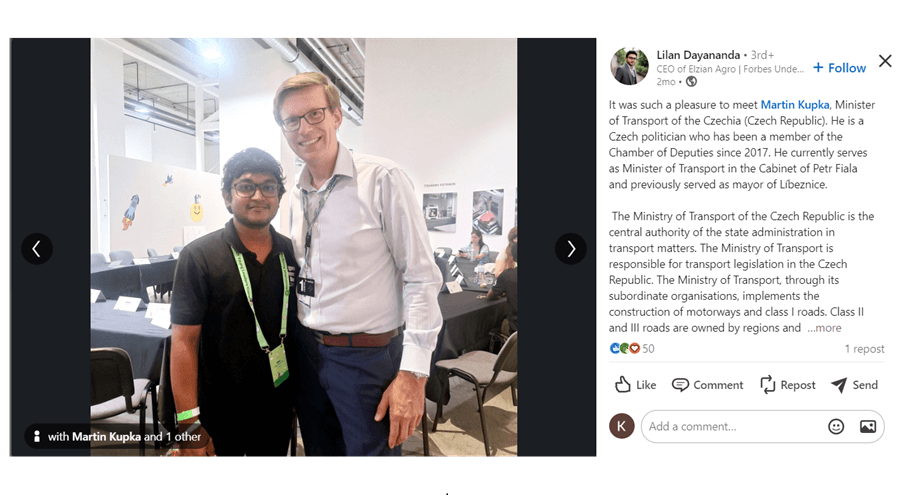 Lilan Dayananda • 3rd+
CEO of Elzian Agro | Forbes Unde...
2mo •
+ Follow
It was such a pleasure to meet Martin Kupka, Minister
of Transport of the Czechia (Czech Republic). He is a
Czech politician who has been a member of the
Chamber of Deputies since 2017. He currently serves
as Minister of Transport in the Cabinet of Petr Fiala
and previously served as mayor of Líbeznice.
The Ministry of Transport of the Czech Republic is the
central authority of the state administration in
transport matters. The Ministry of Transport is
responsible for transport legislation in the Czech
Republic. The Ministry of Transport, through its
subordinate organisations, implements the
construction of motorways and class I roads. Class II
and III roads are owned by regions and ...more
50
1 repost
Like
Comment
Repost
Send
K
Add a comment...
with Martin Kupka and 1 other